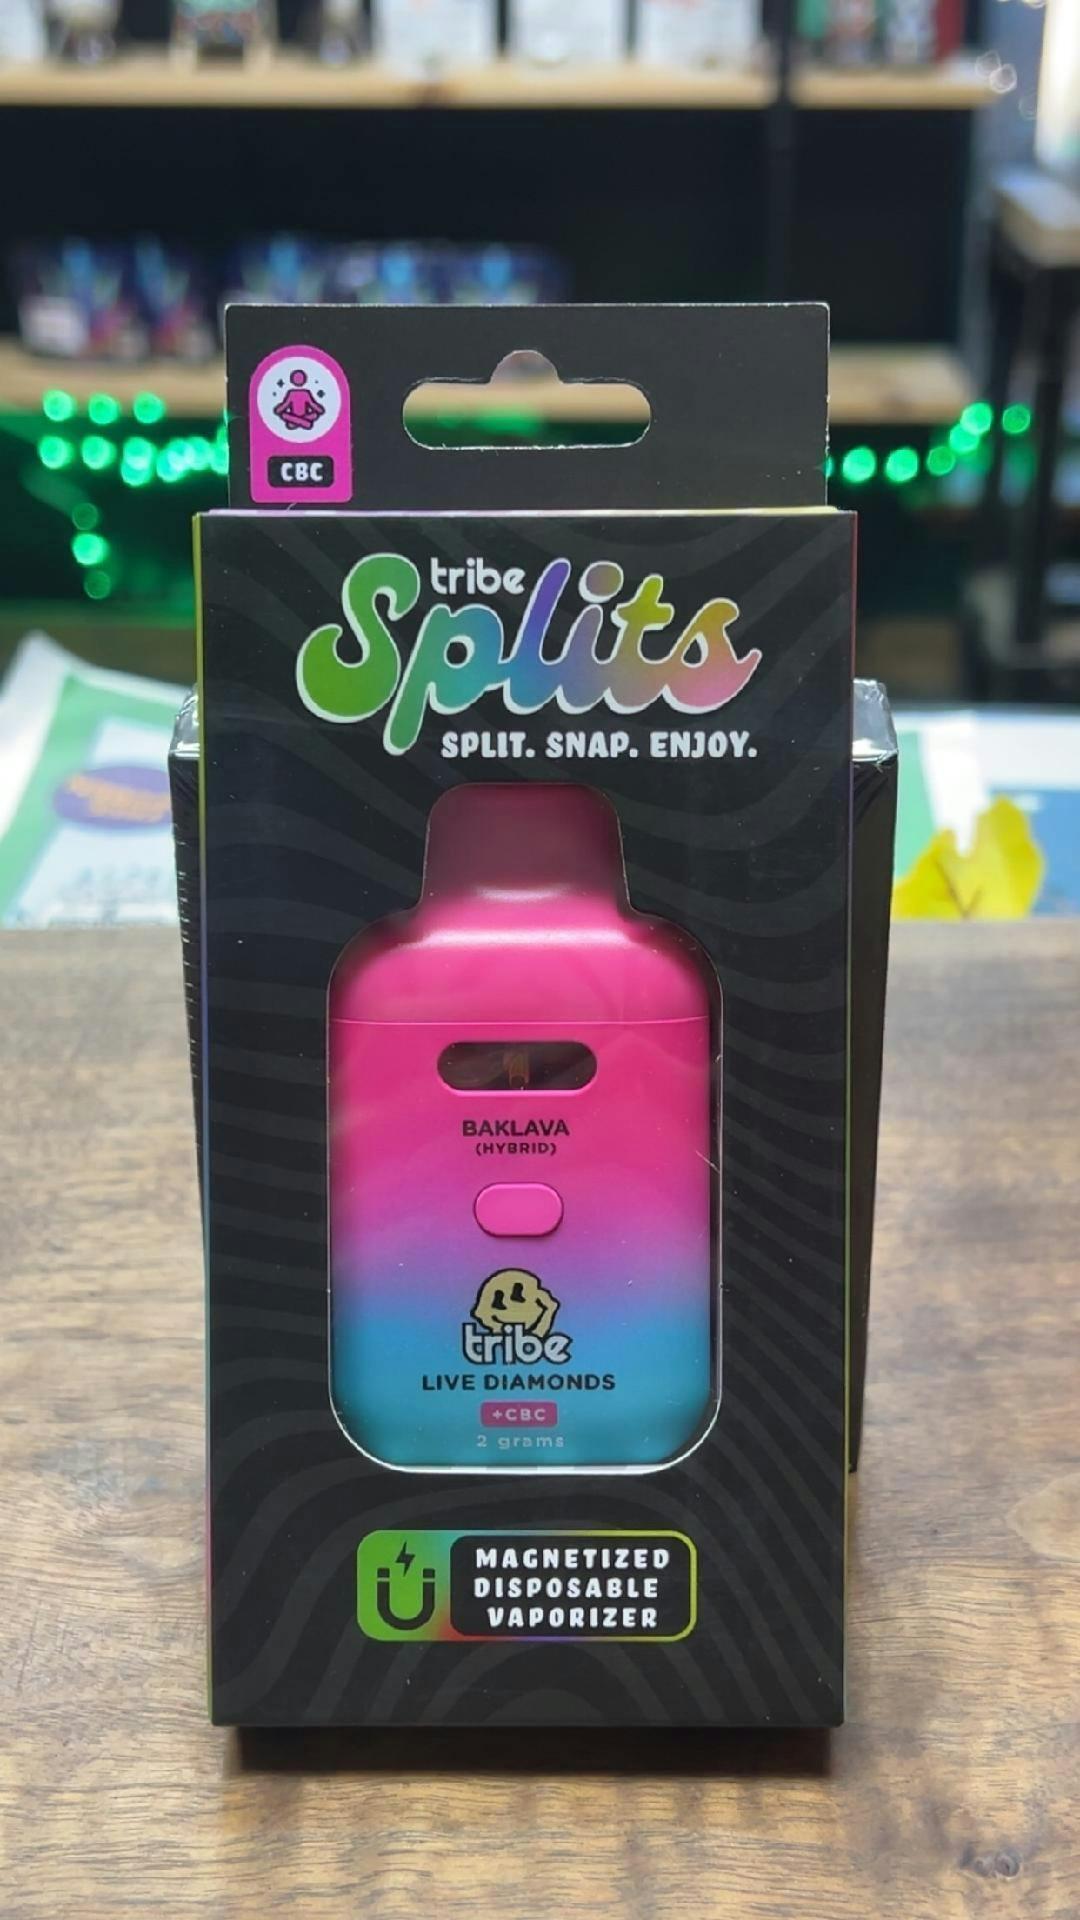 CBC
tribe
Splits
SPLIT. SNAP. ENJOY.
BAKLAVA
(HYBRID)
tribe
LIVE DIAMONDS
+CBC
2 grams
MAGNETIZED
DISPOSABLE
VAPORIZER